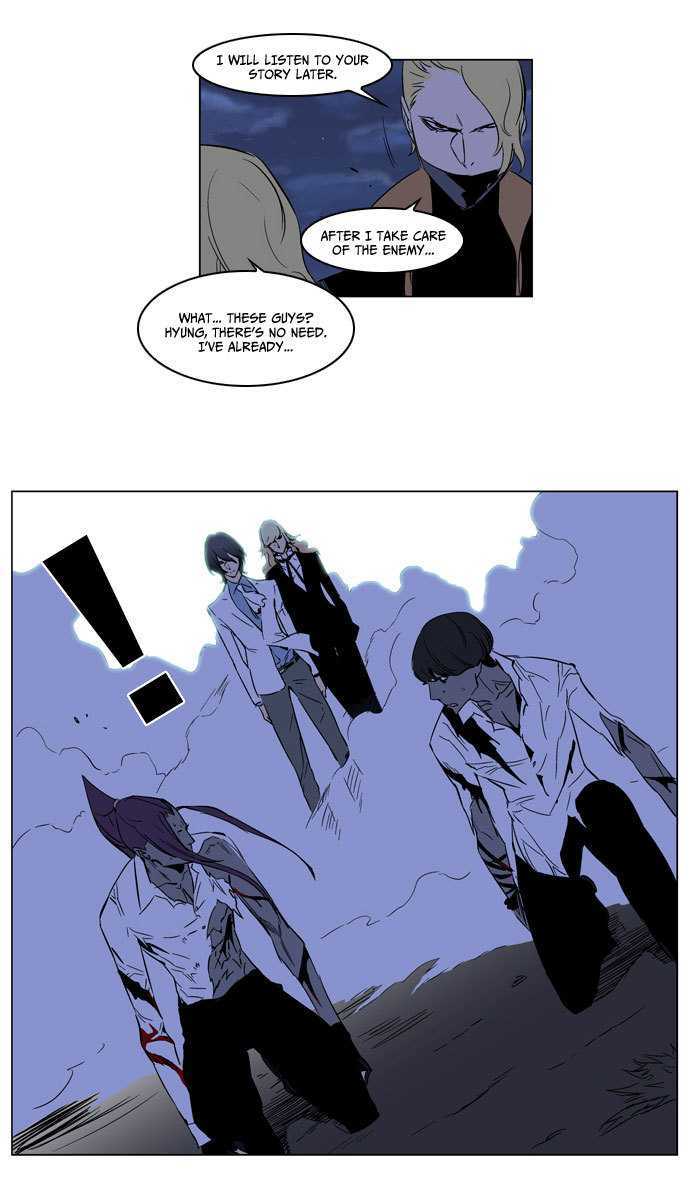 I WILL LISTEN TO YOUR
STORY LATER.
AFTER I TAKE CARE
OF THE ENEMY...
WHAT... THESE GUYS?
HYUNG, THERE'S NO NEED.
I'VE ALREADY...
!